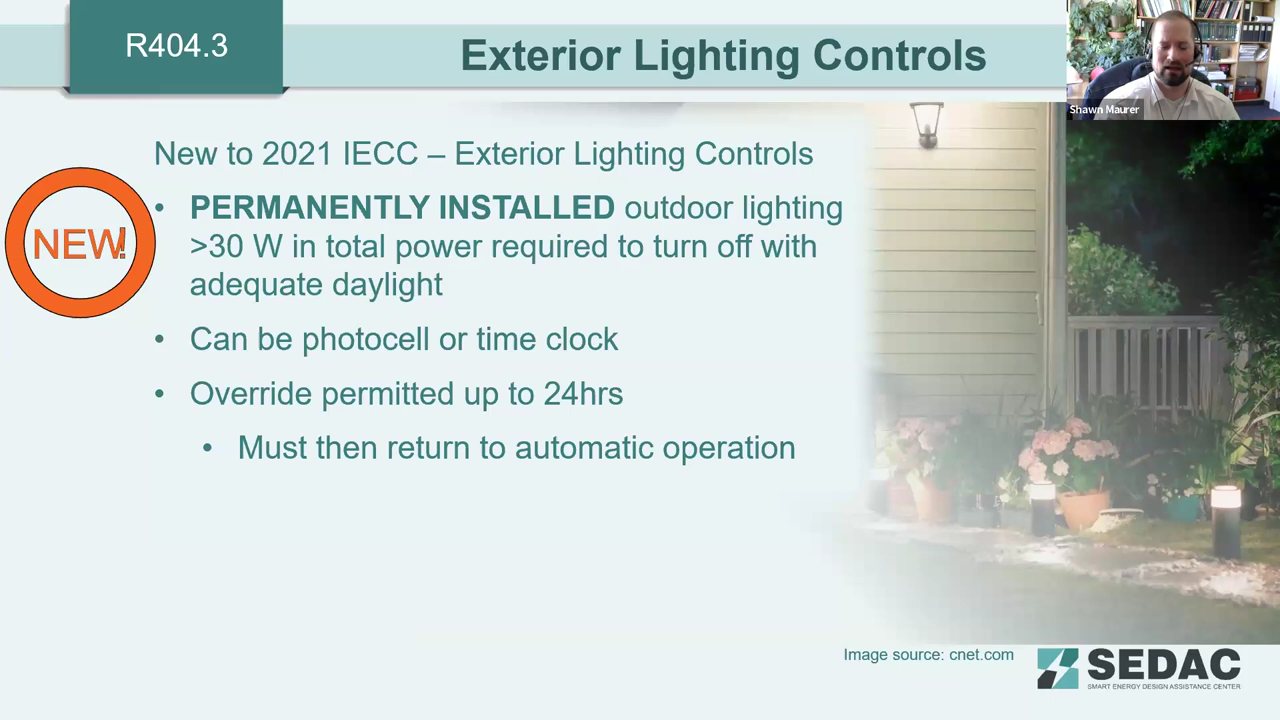 R404.3
Exterior Lighting Controls
Shawn Maurer
New to 2021 IECC – Exterior Lighting Controls
NEW!
• PERMANENTLY INSTALLED outdoor lighting
>30 W in total power required to turn off with
adequate daylight
• Can be photocell or time clock
• Override permitted up to 24hrs
• Must then return to automatic operation
Image source: cnet.com
SEDAC
SMART ENERGY DESIGN ASSISTANCE CENTER